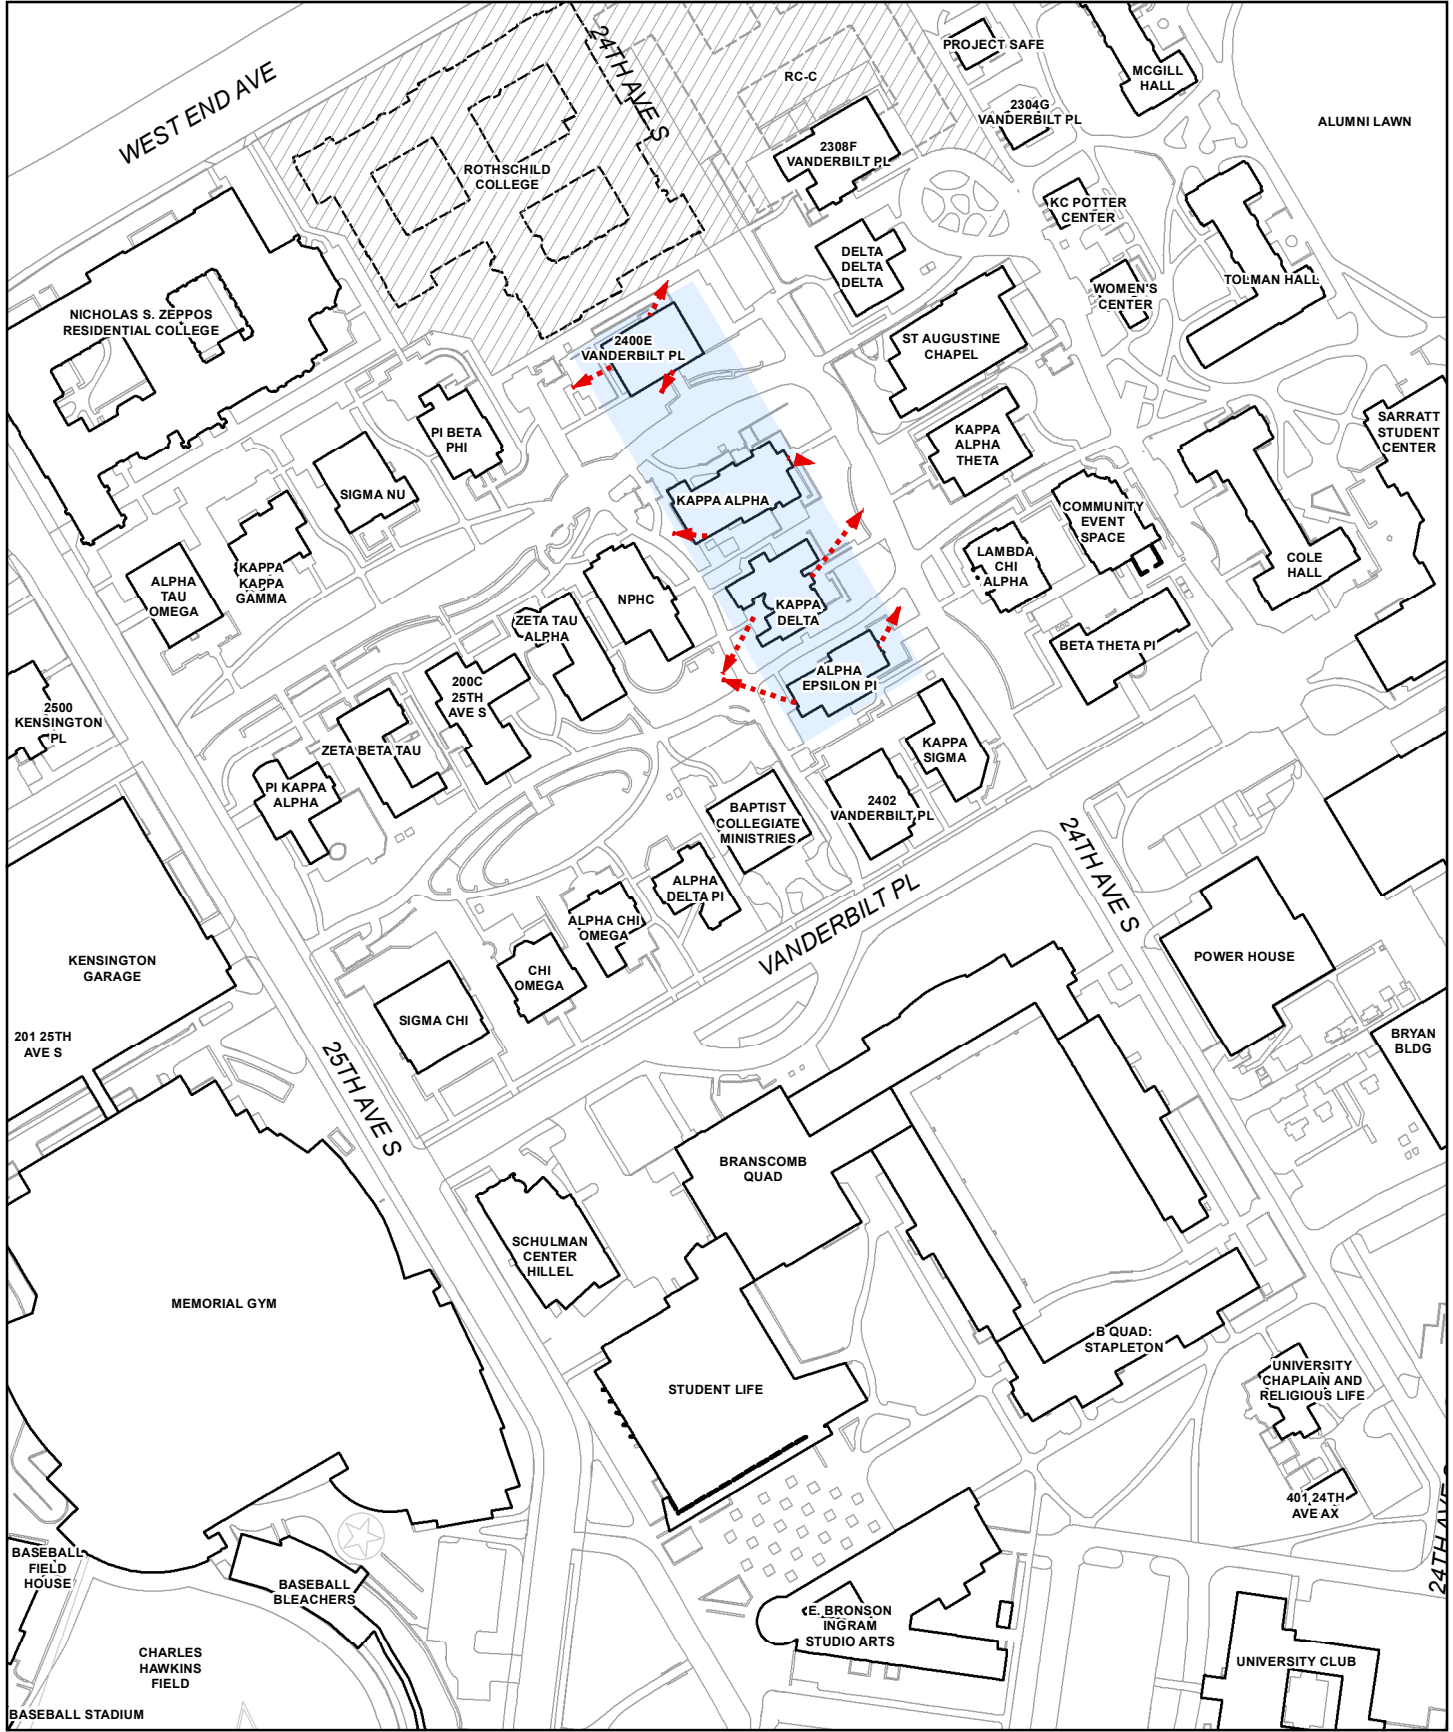 WEST END AVE
24TH AVE S
PROJECT SAFE
RC-C
MCGILL
HALL
2304G
VANDERBILT PL
ALUMNI LAWN
2308F
VANDERBILT PL
ROTHSCHILD
COLLEGE
KC POTTER
CENTER
DELTA
DELTA
DELTA
TOLMAN HALL
WOMEN'S
CENTER
NICHOLAS S. ZEPPOS
RESIDENTIAL COLLEGE
2400E
VANDERBILT PL
ST AUGUSTINE
CHAPEL
SARRATT
STUDENT
CENTER
PI BETA
PHI
KAPPA
ALPHA
THETA
SIGMA NU
KAPPA ALPHA
COMMUNITY
EVENT
SPACE
LAMBDA
CHI
ALPHA
COLE
HALL
ALPHA
TAU
OMEGA
KAPPA
KAPPA
GAMMA
NPHC
KAPPA
DELTA
ZETA TAU
ALPHA
BETA THETA PI
ALPHA
EPSILON PI
200C
25TH
AVE S
2500
KENSINGTON
PL
ZETA BETA TAU
KAPPA
SIGMA
PI KAPPA
ALPHA
2402
VANDERBILT PL
BAPTIST
COLLEGIATE
MINISTRIES
24TH AVE S
ALPHA
DELTA PI
VANDERBILT PL
ALPHA CHI
OMEGA
POWER HOUSE
KENSINGTON
GARAGE
CHI
OMEGA
SIGMA CHI
201 25TH
AVE S
BRYAN
BLDG
25TH AVE S
BRANSCOMB
QUAD
SCHULMAN
CENTER
HILLEL
MEMORIAL GYM
B QUAD:
STAPLETON
STUDENT LIFE
UNIVERSITY
CHAPLAIN AND
RELIGIOUS LIFE
401 24TH
AVE AX
24TH AVE S
BASEBALL
FIELD
HOUSE
BASEBALL
BLEACHERS
E. BRONSON
INGRAM
STUDIO ARTS
CHARLES
HAWKINS
FIELD
UNIVERSITY CLUB
BASEBALL STADIUM